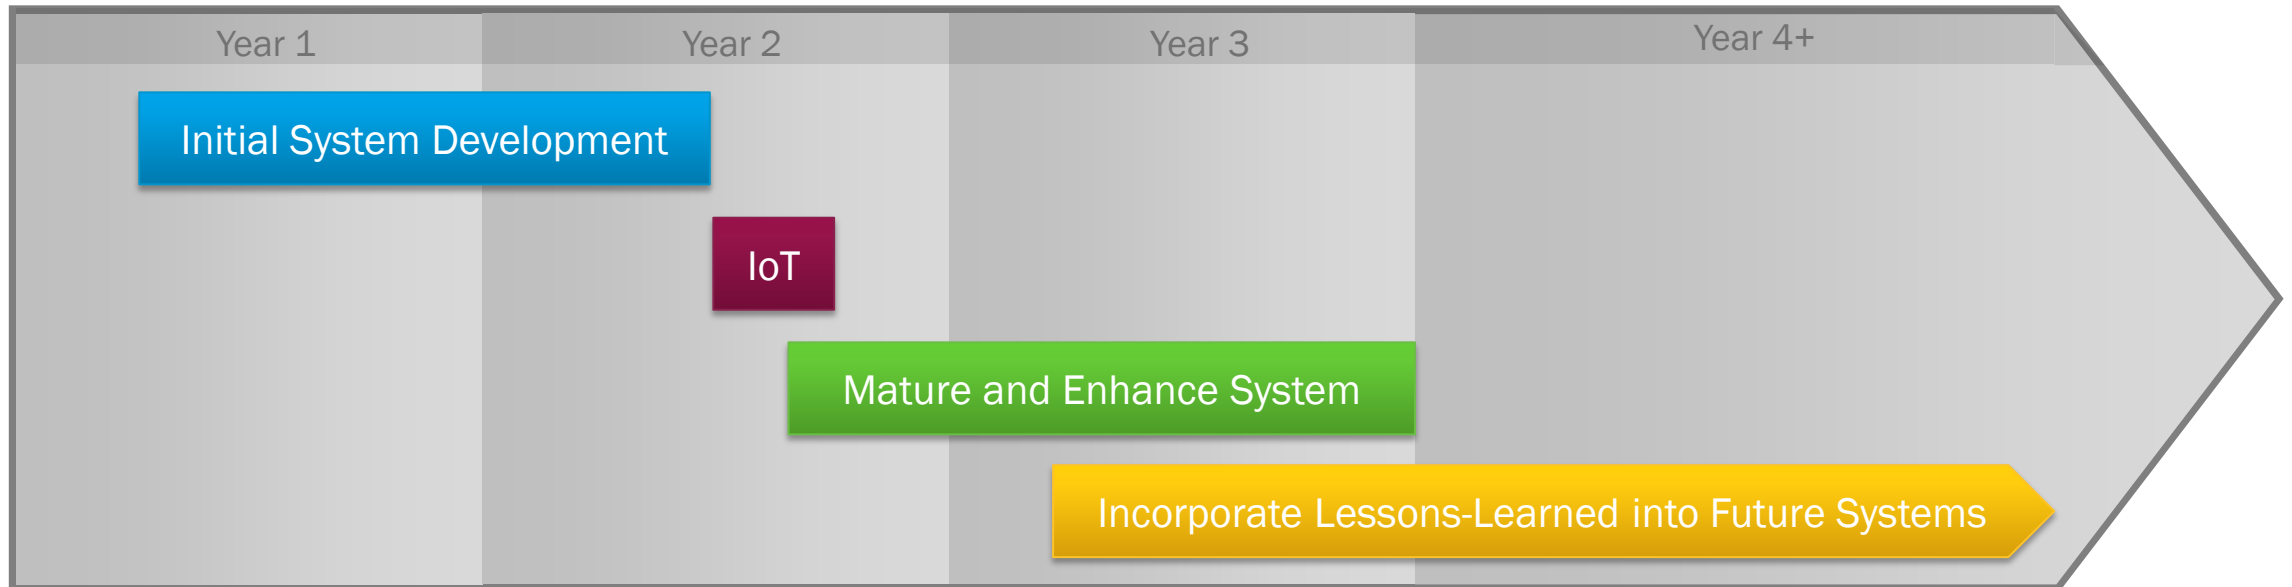 Year 1
Year 2
Year 3
Year 4+
Initial System Development
IoT
Mature and Enhance System
Incorporate Lessons-Learned into Future Systems